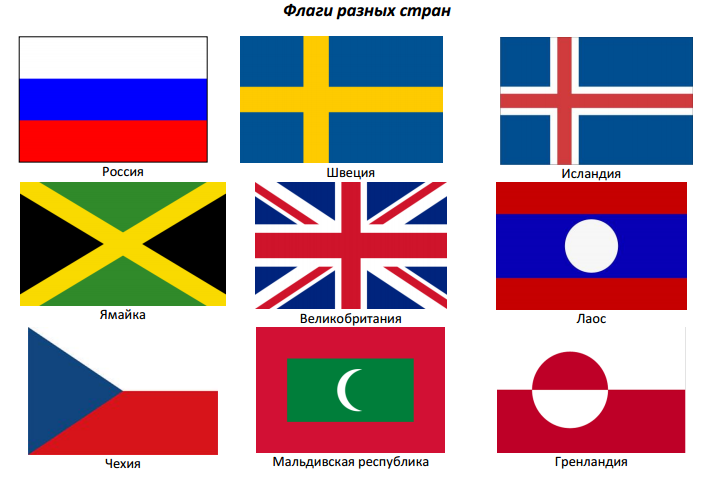 Флаги разных стран
Россия
Швеция
Исландия
Ямайка
Великобритания
Лаос
Чехия
Мальдивская республика
Гренландия